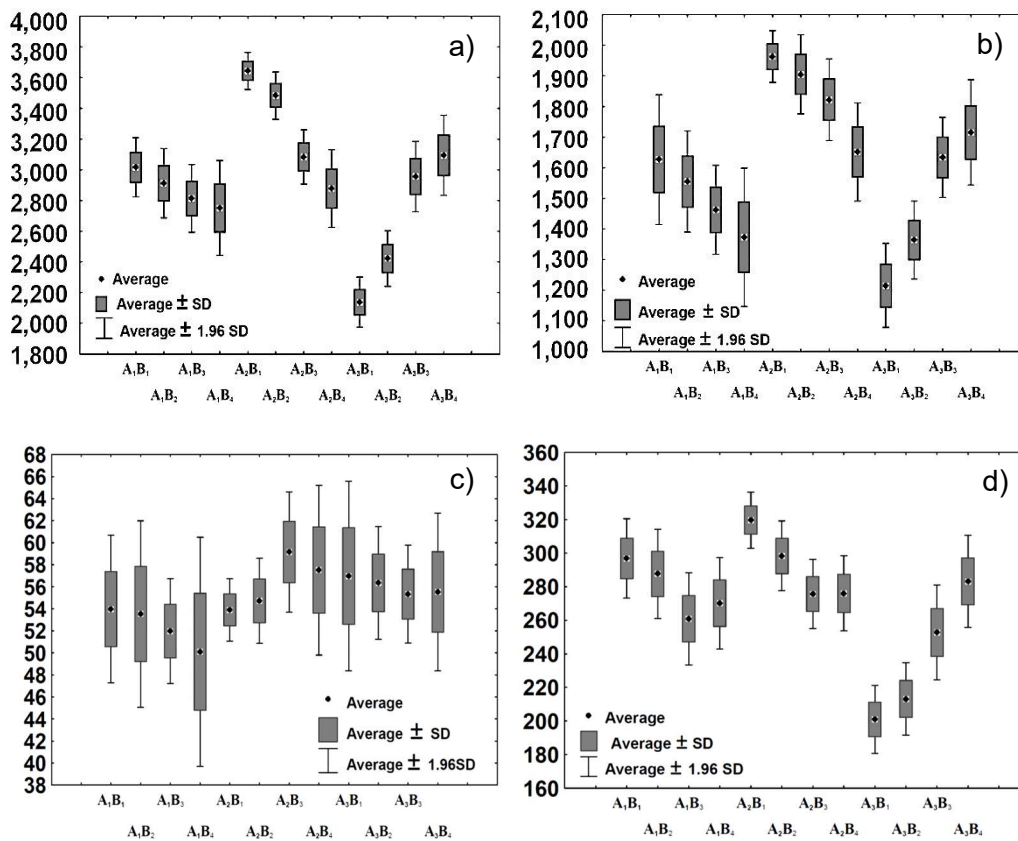 a)
4,000
3,800
3,600
3,400
3,200
3,000
2,800
2,600
2,400
2,200
2,000
1,800
Average
Average ± SD
Average ± 1.96 SD
A₁B₁ A₁B₃ A₂B₁ A₂B₃ A₃B₁ A₃B₃
A₁B₂ A₁B₄ A₂B₂ A₂B₄ A₃B₂ A₃B₄
b)
2,100
2,000
1,900
1,800
1,700
1,600
1,500
1,400
1,300
1,200
1,100
1,000
Average
Average ± SD
Average ± 1.96 SD
A₁B₁ A₁B₃ A₂B₁ A₂B₃ A₃B₁ A₃B₃
A₁B₂ A₁B₄ A₂B₂ A₂B₄ A₃B₂ A₃B₄
c)
68
66
64
62
60
58
56
54
52
50
48
46
44
42
40
38
Average
Average ± SD
Average ± 1.96SD
A₁B₁ A₁B₃ A₂B₁ A₂B₃ A₃B₁ A₃B₃
A₁B₂ A₁B₄ A₂B₂ A₂B₄ A₃B₂ A₃B₄
d)
360
340
320
300
280
260
240
220
200
180
160
Average
Average ± SD
Average ± 1.96 SD
A₁B₁ A₁B₃ A₂B₁ A₂B₃ A₃B₁ A₃B₃
A₁B₂ A₁B₄ A₂B₂ A₂B₄ A₃B₂ A₃B₄